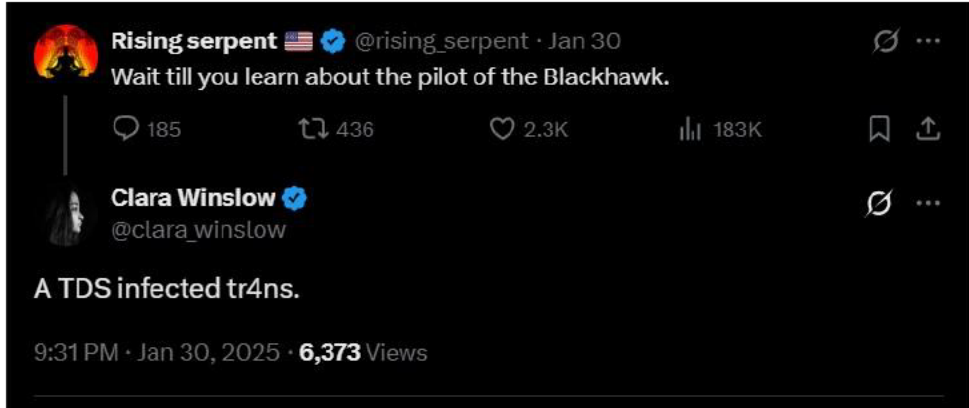 Rising serpent 🇺🇸 @rising_serpent · Jan 30
Wait till you learn about the pilot of the Blackhawk.
185 436 2.3K 183K
Clara Winslow
@clara_winslow
A TDS infected tr4ns.
9:31 PM · Jan 30, 2025 · 6,373 Views